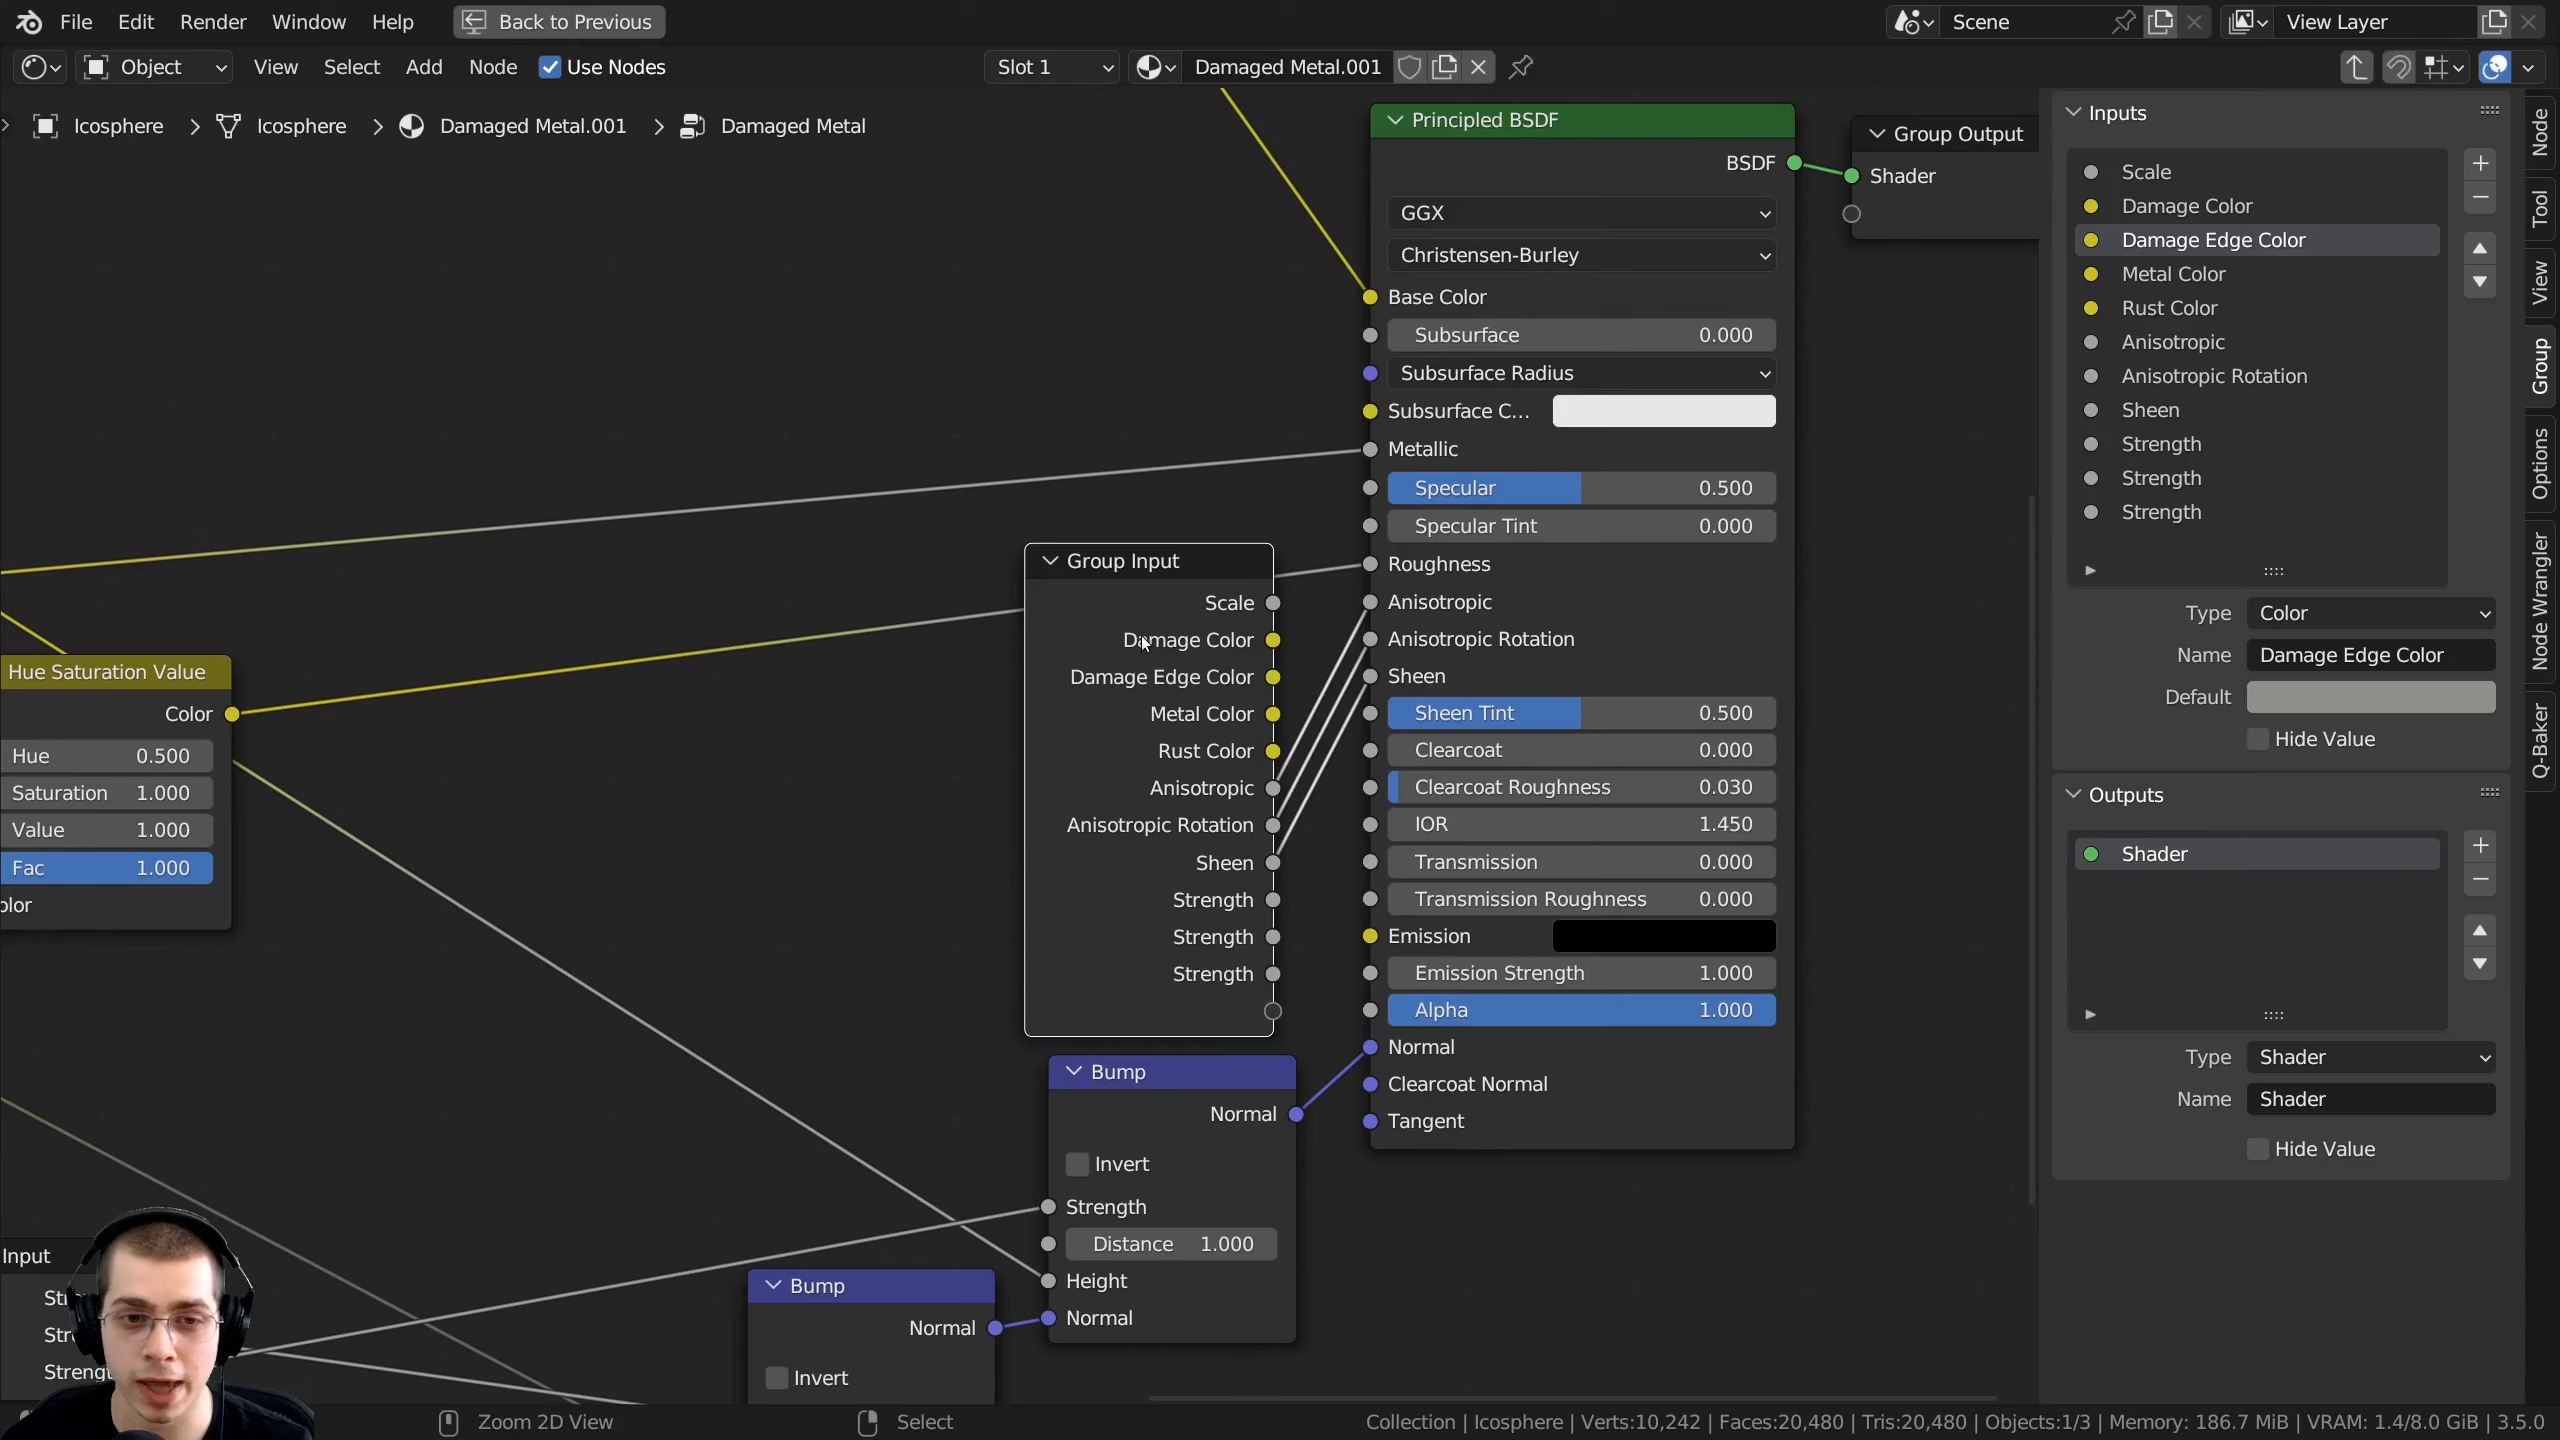 File Edit Render Window Help Back to Previous Scene View Layer
Object View Select Add Node Use Nodes Slot 1 Damaged Metal.001
Icosphere Icosphere Damaged Metal.001 Damaged Metal
Principled BSDF
BSDF
GGX
Christensen-Burley
Base Color
Subsurface 0.000
Subsurface Radius
Subsurface C...
Metallic
Specular 0.500
Specular Tint 0.000
Roughness
Anisotropic
Anisotropic Rotation
Sheen
Sheen Tint 0.500
Clearcoat 0.000
Clearcoat Roughness 0.030
IOR 1.450
Transmission 0.000
Transmission Roughness 0.000
Emission
Emission Strength 1.000
Alpha 1.000
Normal
Clearcoat Normal
Tangent
Group Output
Shader
Group Input
Scale
Damage Color
Damage Edge Color
Metal Color
Rust Color
Anisotropic
Anisotropic Rotation
Sheen
Strength
Strength
Strength
Hue Saturation Value
Color
Hue 0.500
Saturation 1.000
Value 1.000
Fac 1.000
olor
Bump
Normal
Invert
Strength
Distance 1.000
Height
Normal
Bump
Normal
Invert
Input
Inputs
Scale
Damage Color
Damage Edge Color
Metal Color
Rust Color
Anisotropic
Anisotropic Rotation
Sheen
Strength
Strength
Strength
Type Color
Name Damage Edge Color
Default
Hide Value
Outputs
Shader
Type Shader
Name Shader
Hide Value
Node
Tool
View
Group
Options
Node Wrangler
Q-Baker
Zoom 2D View Select Collection | Icosphere | Verts:10,242 | Faces:20,480 | Tris:20,480 | Objects:1/3 | Memory: 186.7 MiB | VRAM: 1.4/8.0 GiB | 3.5.0